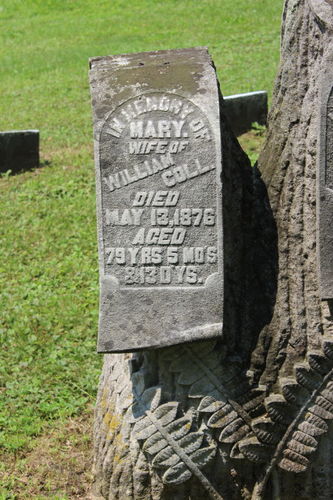 IN MEMORY OF
MARY.
WIFE OF
WILLIAM COLL
DIED
MAY 13, 1876
AGED
79 YRS 5 MOS
& 13 DYS.